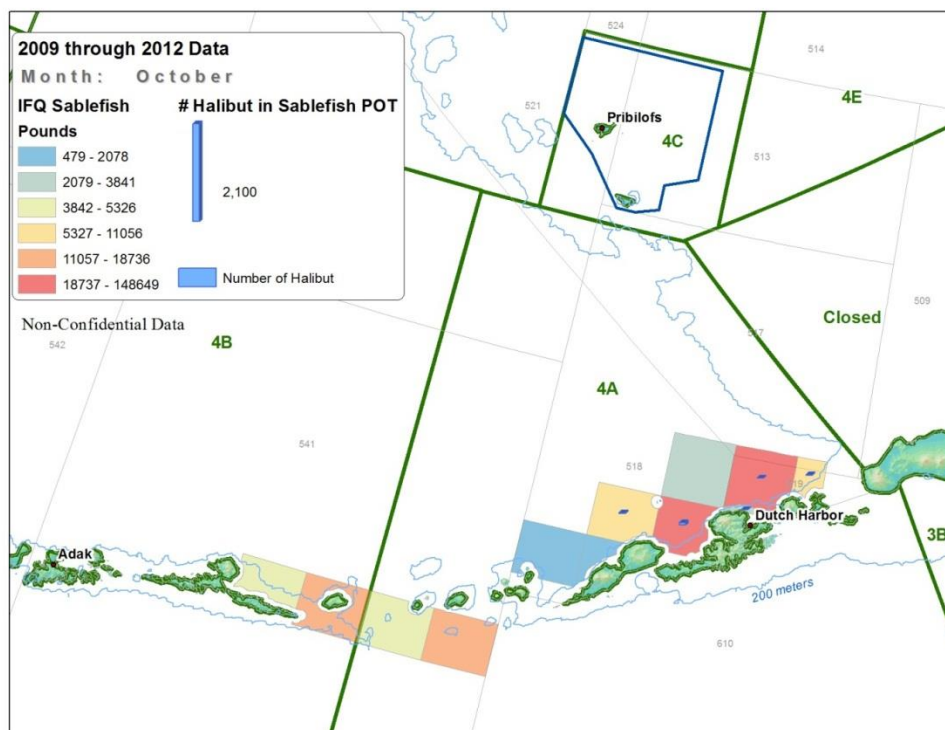 2009 through 2012 Data
Month: October
IFQ Sablefish
Pounds
479 - 2078
2079 - 3841
3842 - 5326
5327 - 11056
11057 - 18736
18737 - 148649
# Halibut in Sablefish POT
2,100
Number of Halibut
Non-Confidential Data
524
514
4E
521
Pribilofs
4C
513
509
Closed
517
542
4B
4A
541
518
19
Dutch Harbor
3B
Adak
200 meters
610